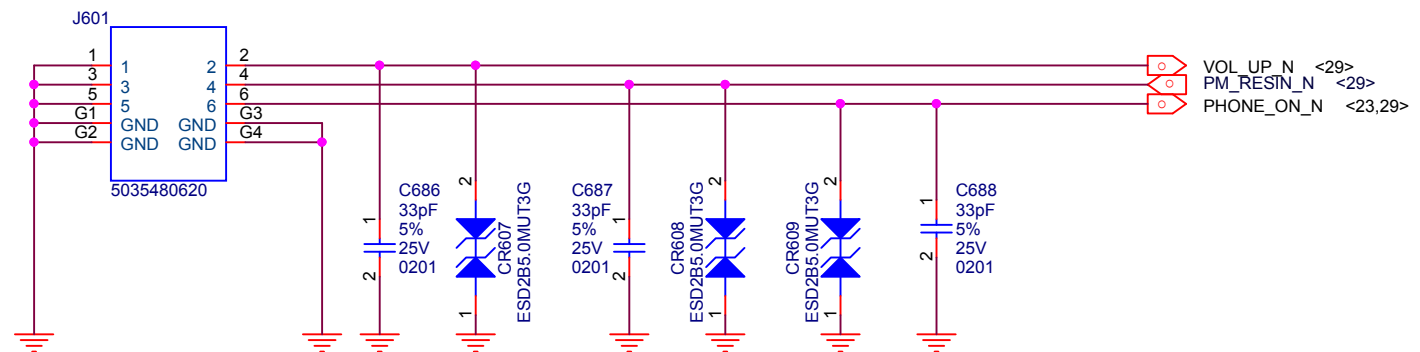 J601
1 1 2 2
3 3 4 4
5 5 6 6
G1 GND GND G3
G2 GND GND G4
5035480620
VOL_UP_N <29>
PM_RESIN_N <29>
PHONE_ON_N <23,29>
1
2
C686
33pF
5%
25V
0201
2
1
CR607
ESD2B5.0MUT3G
1
2
C687
33pF
5%
25V
0201
2
1
CR608
ESD2B5.0MUT3G
2
1
CR609
ESD2B5.0MUT3G
1
2
C688
33pF
5%
25V
0201